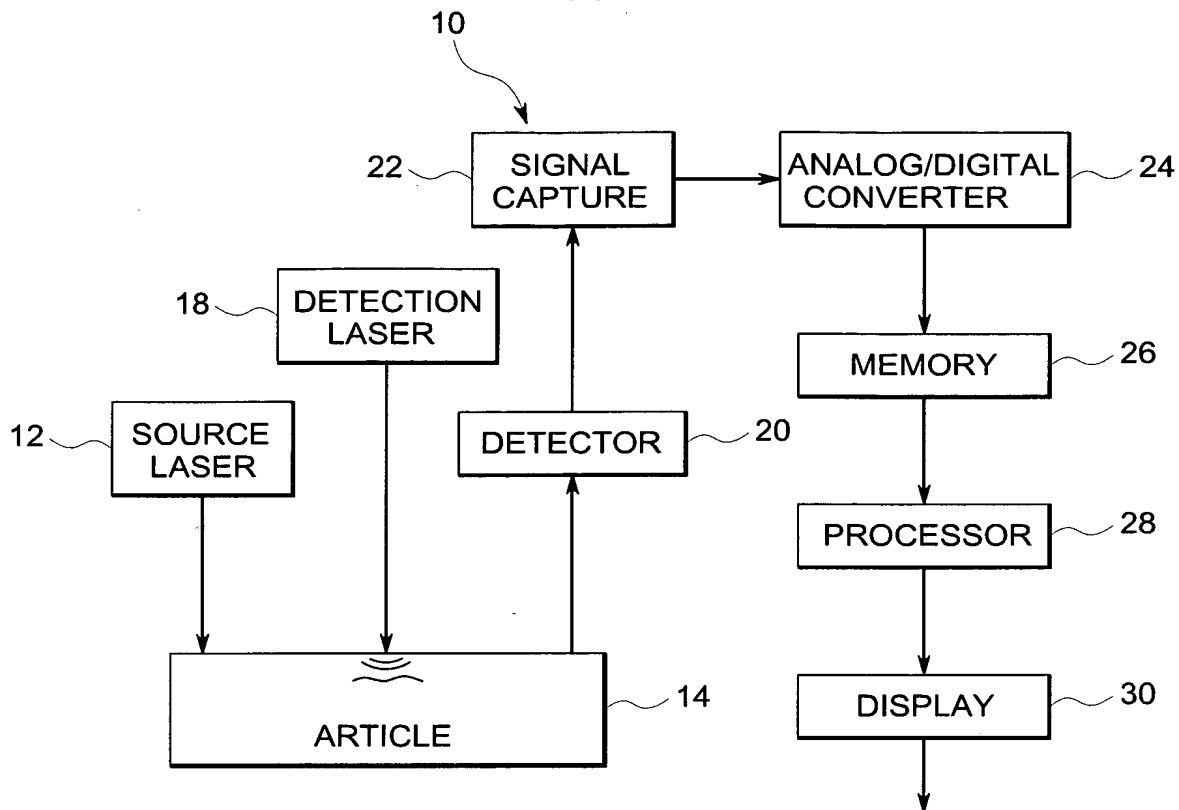 10
22
SIGNAL
CAPTURE
ANALOG/DIGITAL
CONVERTER
24
18
DETECTION
LASER
MEMORY
26
12
SOURCE
LASER
DETECTOR
20
PROCESSOR
28
ARTICLE
14
DISPLAY
30